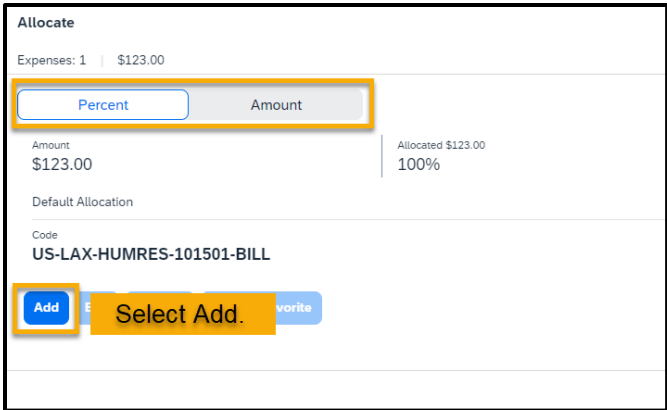 Allocate
Expenses: 1 | $123.00
Percent Amount
Amount Allocated $123.00
$123.00 100%
Default Allocation
Code
US-LAX-HUMRES-101501-BILL
Add Select Add.